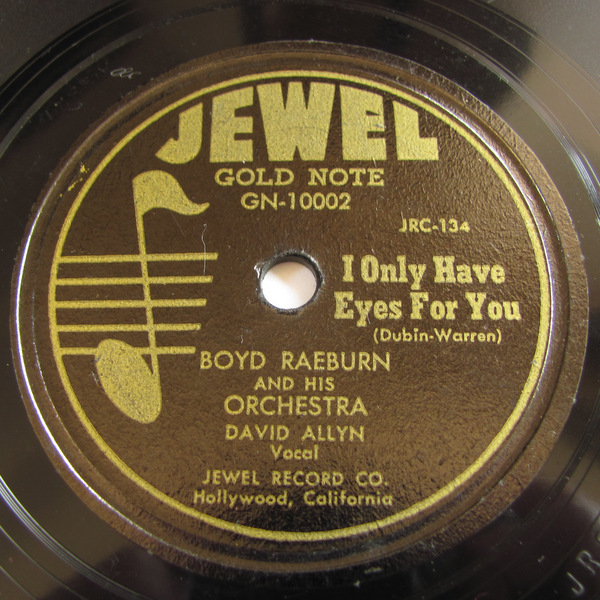 JEWEL
GOLD NOTE
GN-10002
JRC-134
I Only Have
Eyes For You
(Dubin-Warren)
BOYD RAEBURN
AND HIS
ORCHESTRA
DAVID ALLYN
Vocal
JEWEL RECORD CO.
Hollywood, California
JR